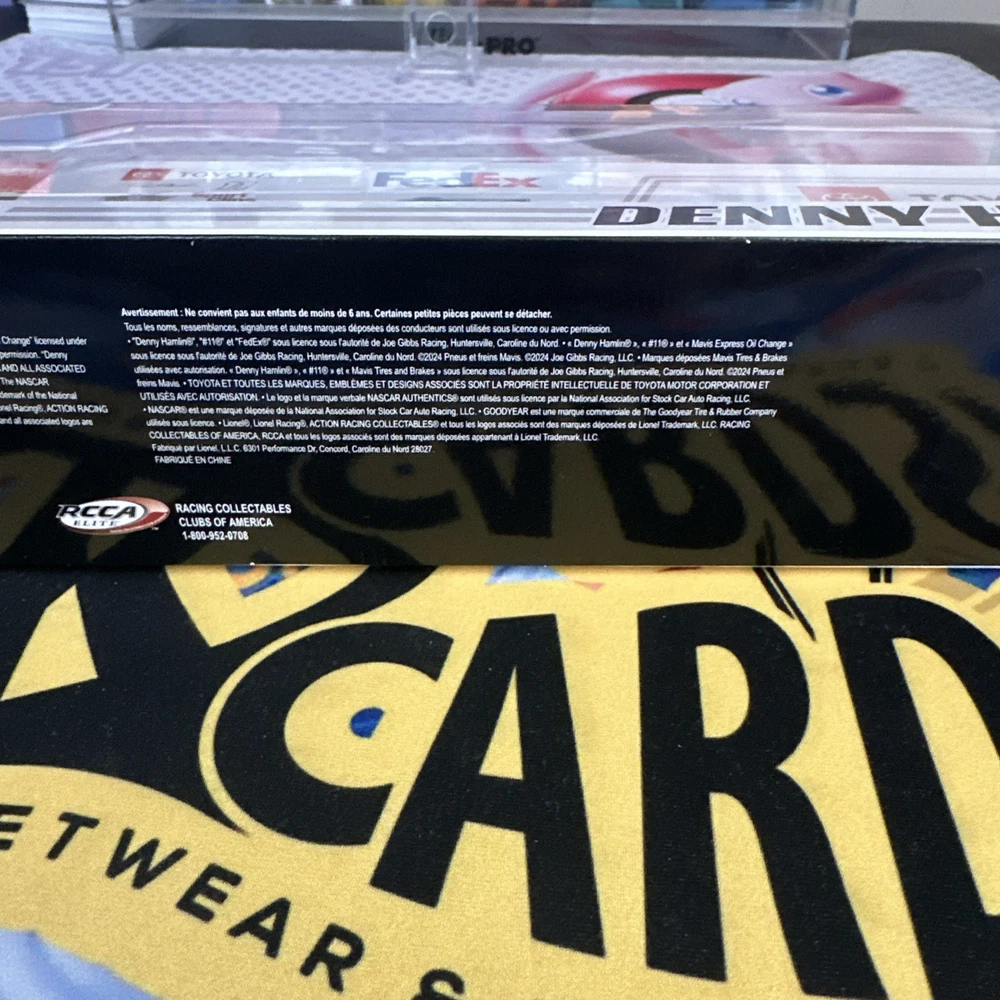 -PRO
TOYOTA
FedEx
TOYO
DENNY H
Change" licensed under
permission. "Denny
AND ALL ASSOCIATED
The NASCAR
demark of the National
nel Racing®, ACTION RACING
and all associated logos are
Avertissement : Ne convient pas aux enfants de moins de 6 ans. Certaines petites pièces peuvent se détacher.
Tous les noms, ressemblances, signatures et autres marques déposées des conducteurs sont utilisés sous licence ou avec permission.
• "Denny Hamlin®", "#11®" et "FedEx®" sous licence sous l'autorité de Joe Gibbs Racing, Huntersville, Caroline du Nord. • « Denny Hamlin® », « #11® » et « Mavis Express Oil Change »
sous licence sous l'autorité de Joe Gibbs Racing, Huntersville, Caroline du Nord. ©2024 Pneus et freins Mavis. ©2024 Joe Gibbs Racing, LLC. • Marques déposées Mavis Tires & Brakes
utilisées avec autorisation. « Denny Hamlin® », « #11® » et « Mavis Tires and Brakes » sous licence sous l'autorité de Joe Gibbs Racing, Huntersville, Caroline du Nord. ©2024 Pneus et
freins Mavis. • TOYOTA ET TOUTES LES MARQUES, EMBLÈMES ET DESIGNS ASSOCIÉS SONT LA PROPRIÉTÉ INTELLECTUELLE DE TOYOTA MOTOR CORPORATION ET
UTILISÉS AVEC AUTORISATION. • Le logo et la marque verbale NASCAR AUTHENTICS® sont utilisés sous licence par la National Association for Stock Car Auto Racing, LLC.
• NASCAR® est une marque déposée de la National Association for Stock Car Auto Racing, LLC. • GOODYEAR est une marque commerciale de The Goodyear Tire & Rubber Company
utilisée sous licence. • Lionel®, Lionel Racing®, ACTION RACING COLLECTABLES® et tous les logos associés sont des marques déposées de Lionel Trademark, LLC. RACING
COLLECTABLES OF AMERICA, RCCA et tous les logos associés sont des marques déposées appartenant à Lionel Trademark, LLC.
Fabriqué par Lionel, L.L.C. 6301 Performance Dr, Concord, Caroline du Nord 28027.
FABRIQUÉ EN CHINE
RCCA
ELITE
RACING COLLECTABLES
CLUBS OF AMERICA
1-800-952-0708
CARD
ETWEAR &